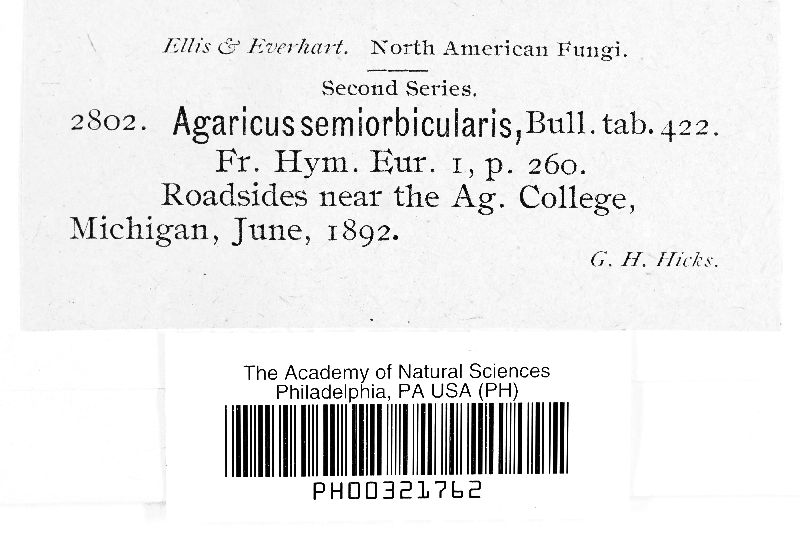 Ellis & Everhart. North American Fungi.
Second Series.
2802. Agaricus semiorbicularis, Bull. tab. 422.
Fr. Hym. Eur. 1, p. 260.
Roadsides near the Ag. College,
Michigan, June, 1892.
G. H. Hicks.
The Academy of Natural Sciences
Philadelphia, PA USA (PH)
PH00321762